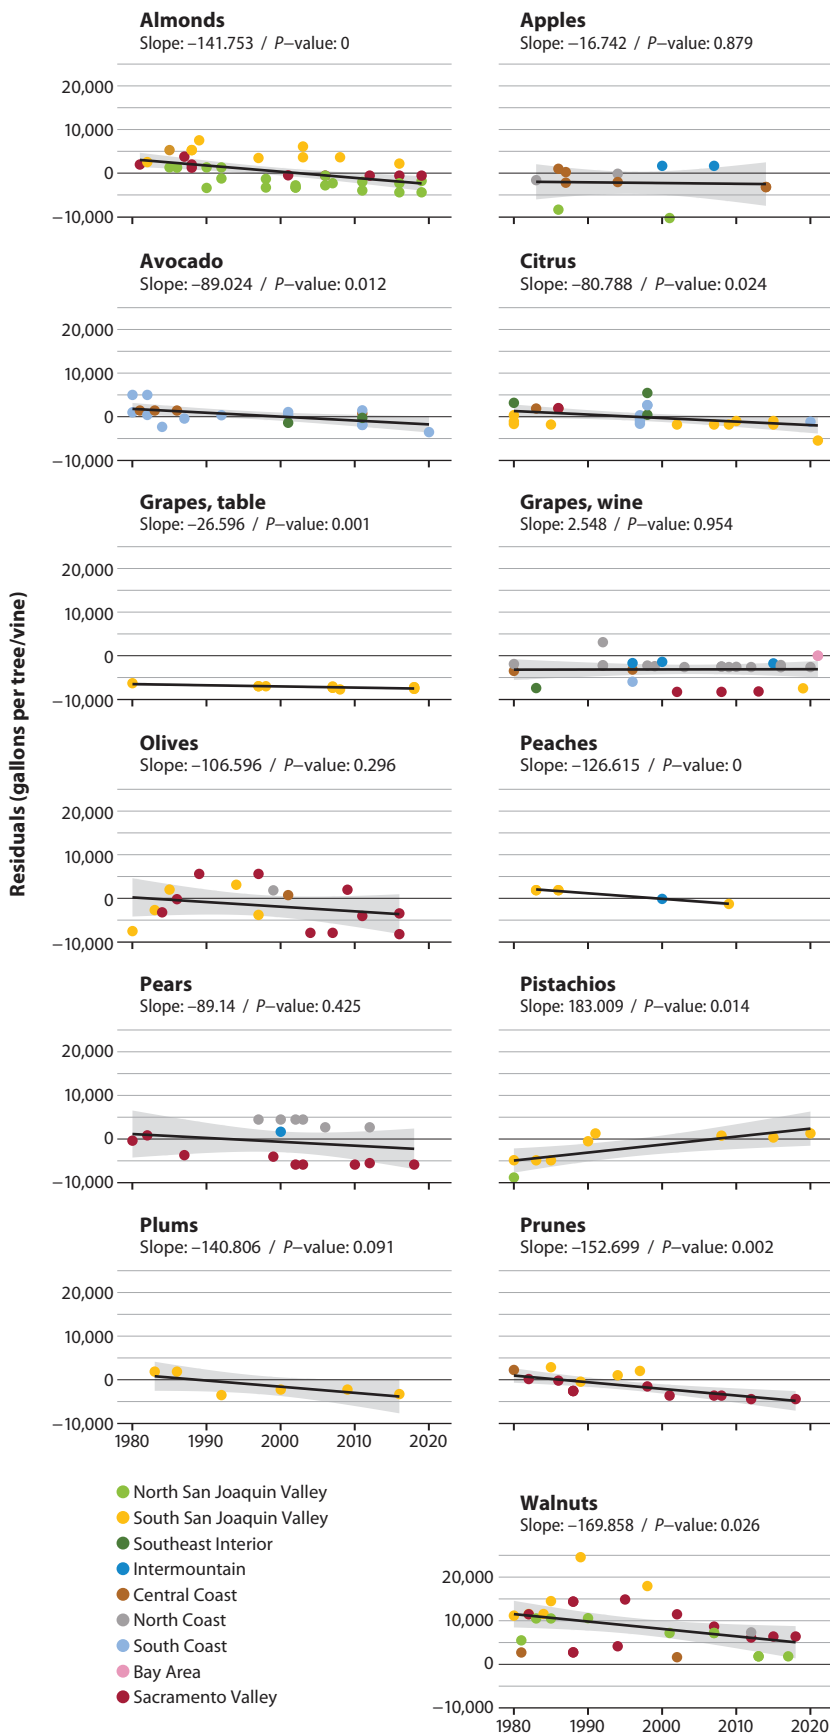 Residuals (gallons per tree/vine)
Almonds
Slope: –141.753 / P–value: 0
20,000
10,000
0
–10,000
Apples
Slope: –16.742 / P–value: 0.879
Avocado
Slope: –89.024 / P–value: 0.012
20,000
10,000
0
–10,000
Citrus
Slope: –80.788 / P–value: 0.024
Grapes, table
Slope: –26.596 / P–value: 0.001
20,000
10,000
0
–10,000
Grapes, wine
Slope: 2.548 / P–value: 0.954
Olives
Slope: –106.596 / P–value: 0.296
20,000
10,000
0
–10,000
Peaches
Slope: –126.615 / P–value: 0
Pears
Slope: –89.14 / P–value: 0.425
20,000
10,000
0
–10,000
Pistachios
Slope: 183.009 / P–value: 0.014
Plums
Slope: –140.806 / P–value: 0.091
20,000
10,000
0
–10,000
1980 1990 2000 2010 2020
Prunes
Slope: –152.699 / P–value: 0.002
North San Joaquin Valley
South San Joaquin Valley
Southeast Interior
Intermountain
Central Coast
North Coast
South Coast
Bay Area
Sacramento Valley
Walnuts
Slope: –169.858 / P–value: 0.026
20,000
10,000
0
–10,000
1980 1990 2000 2010 2020